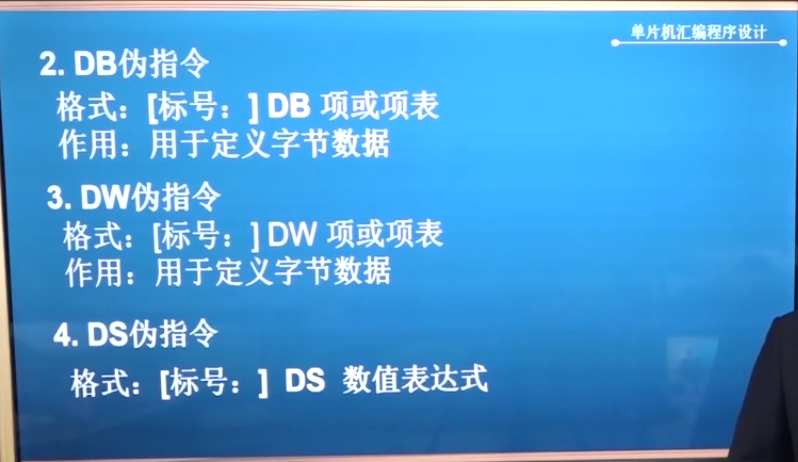 单片机汇编程序设计
2. DB伪指令
格式：[标号：] DB 项或项表
作用：用于定义字节数据
3. DW伪指令
格式：[标号：] DW 项或项表
作用：用于定义字节数据
4. DS伪指令
格式：[标号：] DS 数值表达式